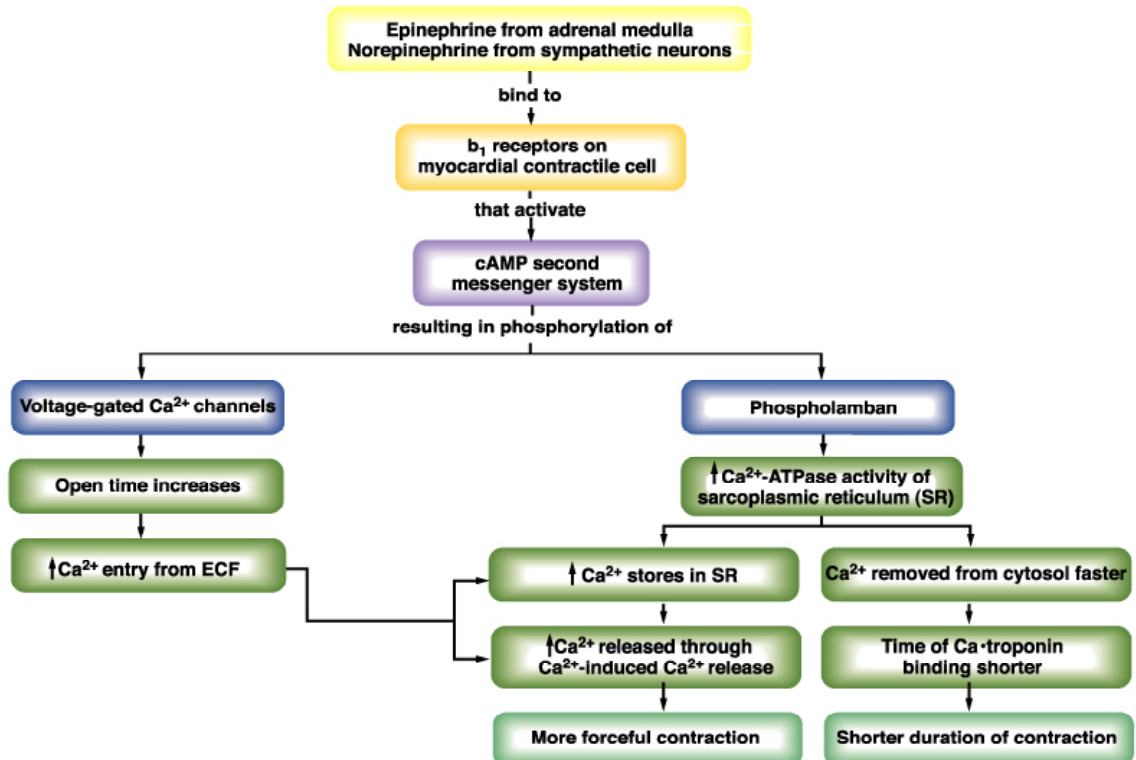 Epinephrine from adrenal medulla
Norepinephrine from sympathetic neurons
bind to
b₁ receptors on
myocardial contractile cell
that activate
cAMP second
messenger system
resulting in phosphorylation of
Voltage-gated Ca²⁺ channels
Phospholamban
Open time increases
↑Ca²⁺-ATPase activity of
sarcoplasmic reticulum (SR)
↑Ca²⁺ entry from ECF
↑ Ca²⁺ stores in SR
Ca²⁺ removed from cytosol faster
↑Ca²⁺ released through
Ca²⁺-induced Ca²⁺ release
Time of Ca•troponin
binding shorter
More forceful contraction
Shorter duration of contraction